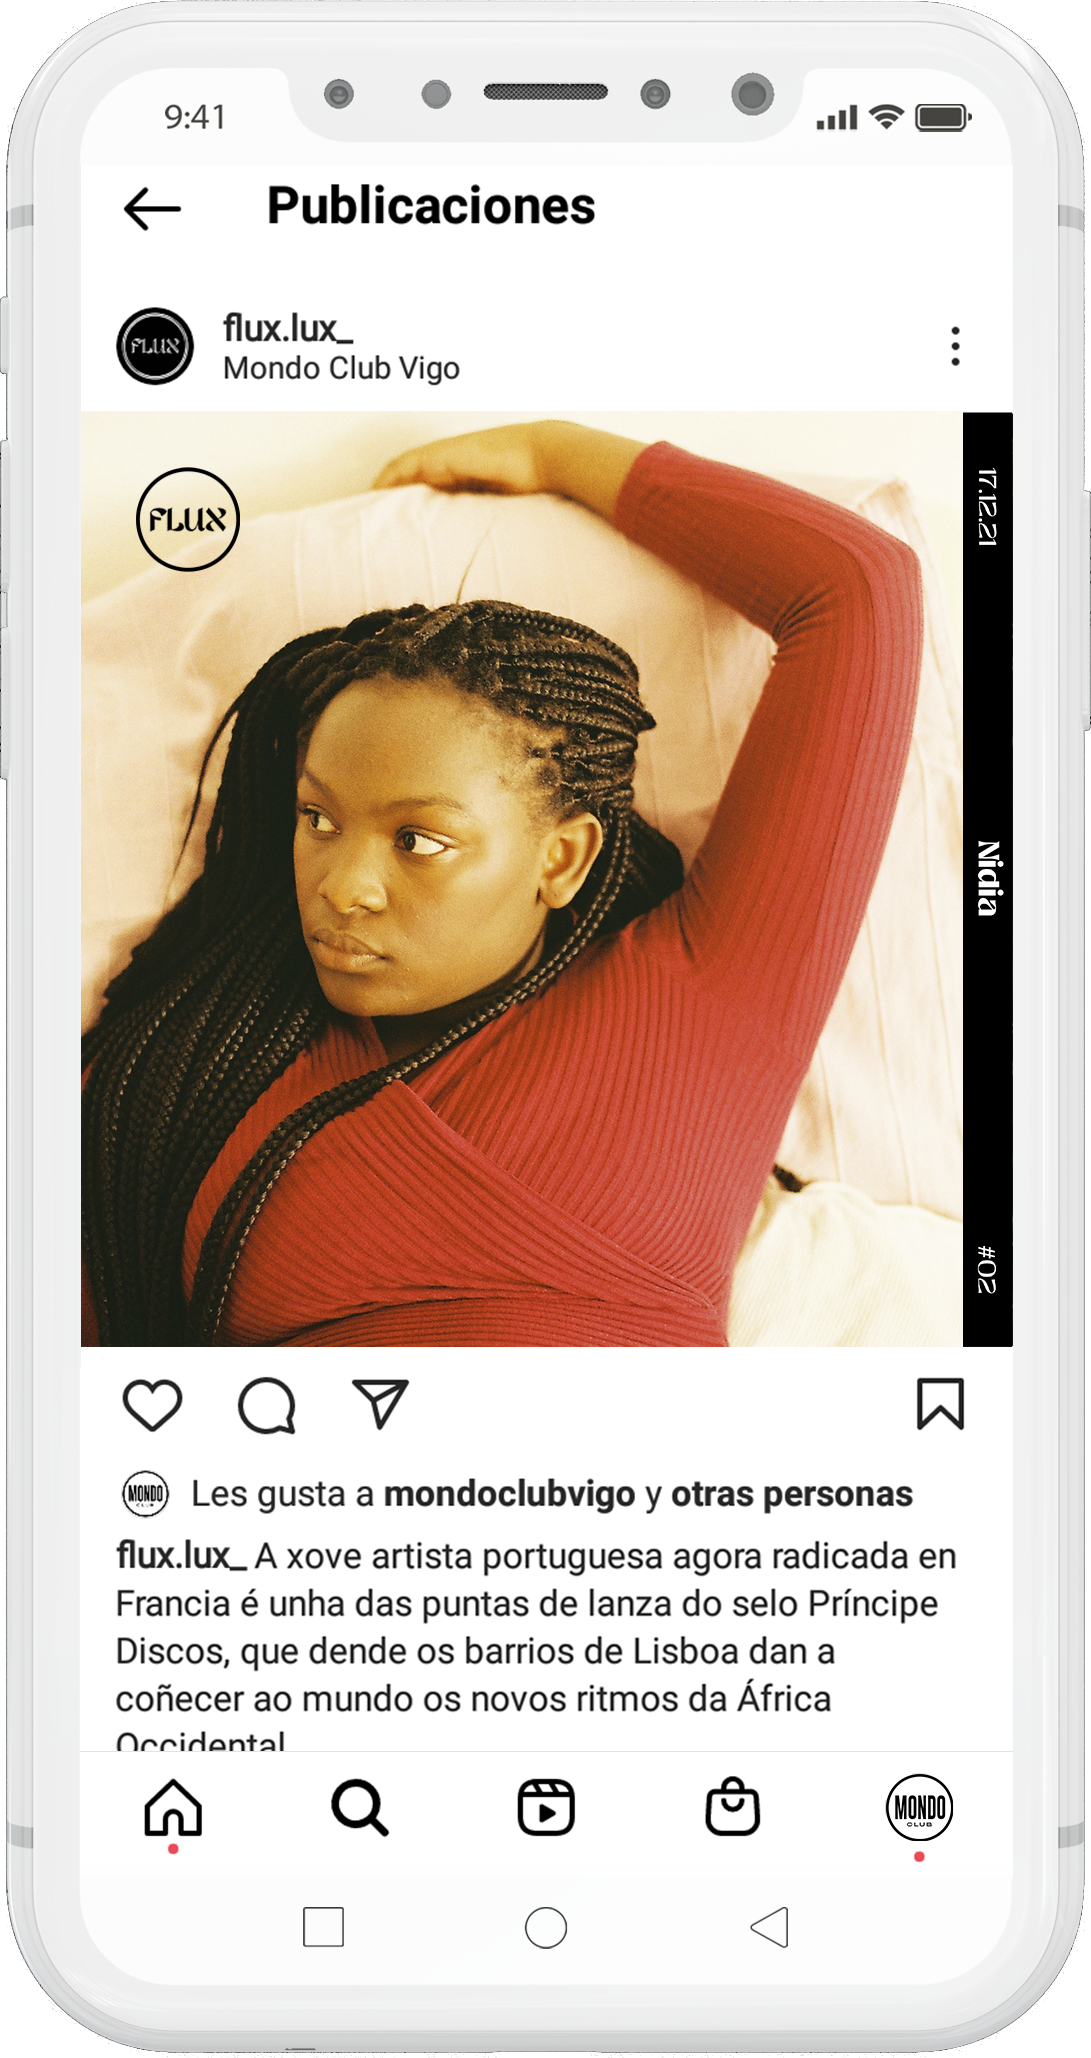 9:41
Publicaciones
FLUX
flux.lux_
Mondo Club Vigo
FLUX
17.12.21
Nidia
#02
MONDO
CLUB
Les gusta a mondoclubvigo y otras personas
flux.lux_ A xove artista portuguesa agora radicada en
Francia é unha das puntas de lanza do selo Príncipe
Discos, que dende os barrios de Lisboa dan a
coñecer ao mundo os novos ritmos da África
Occidental
MONDO
CLUB